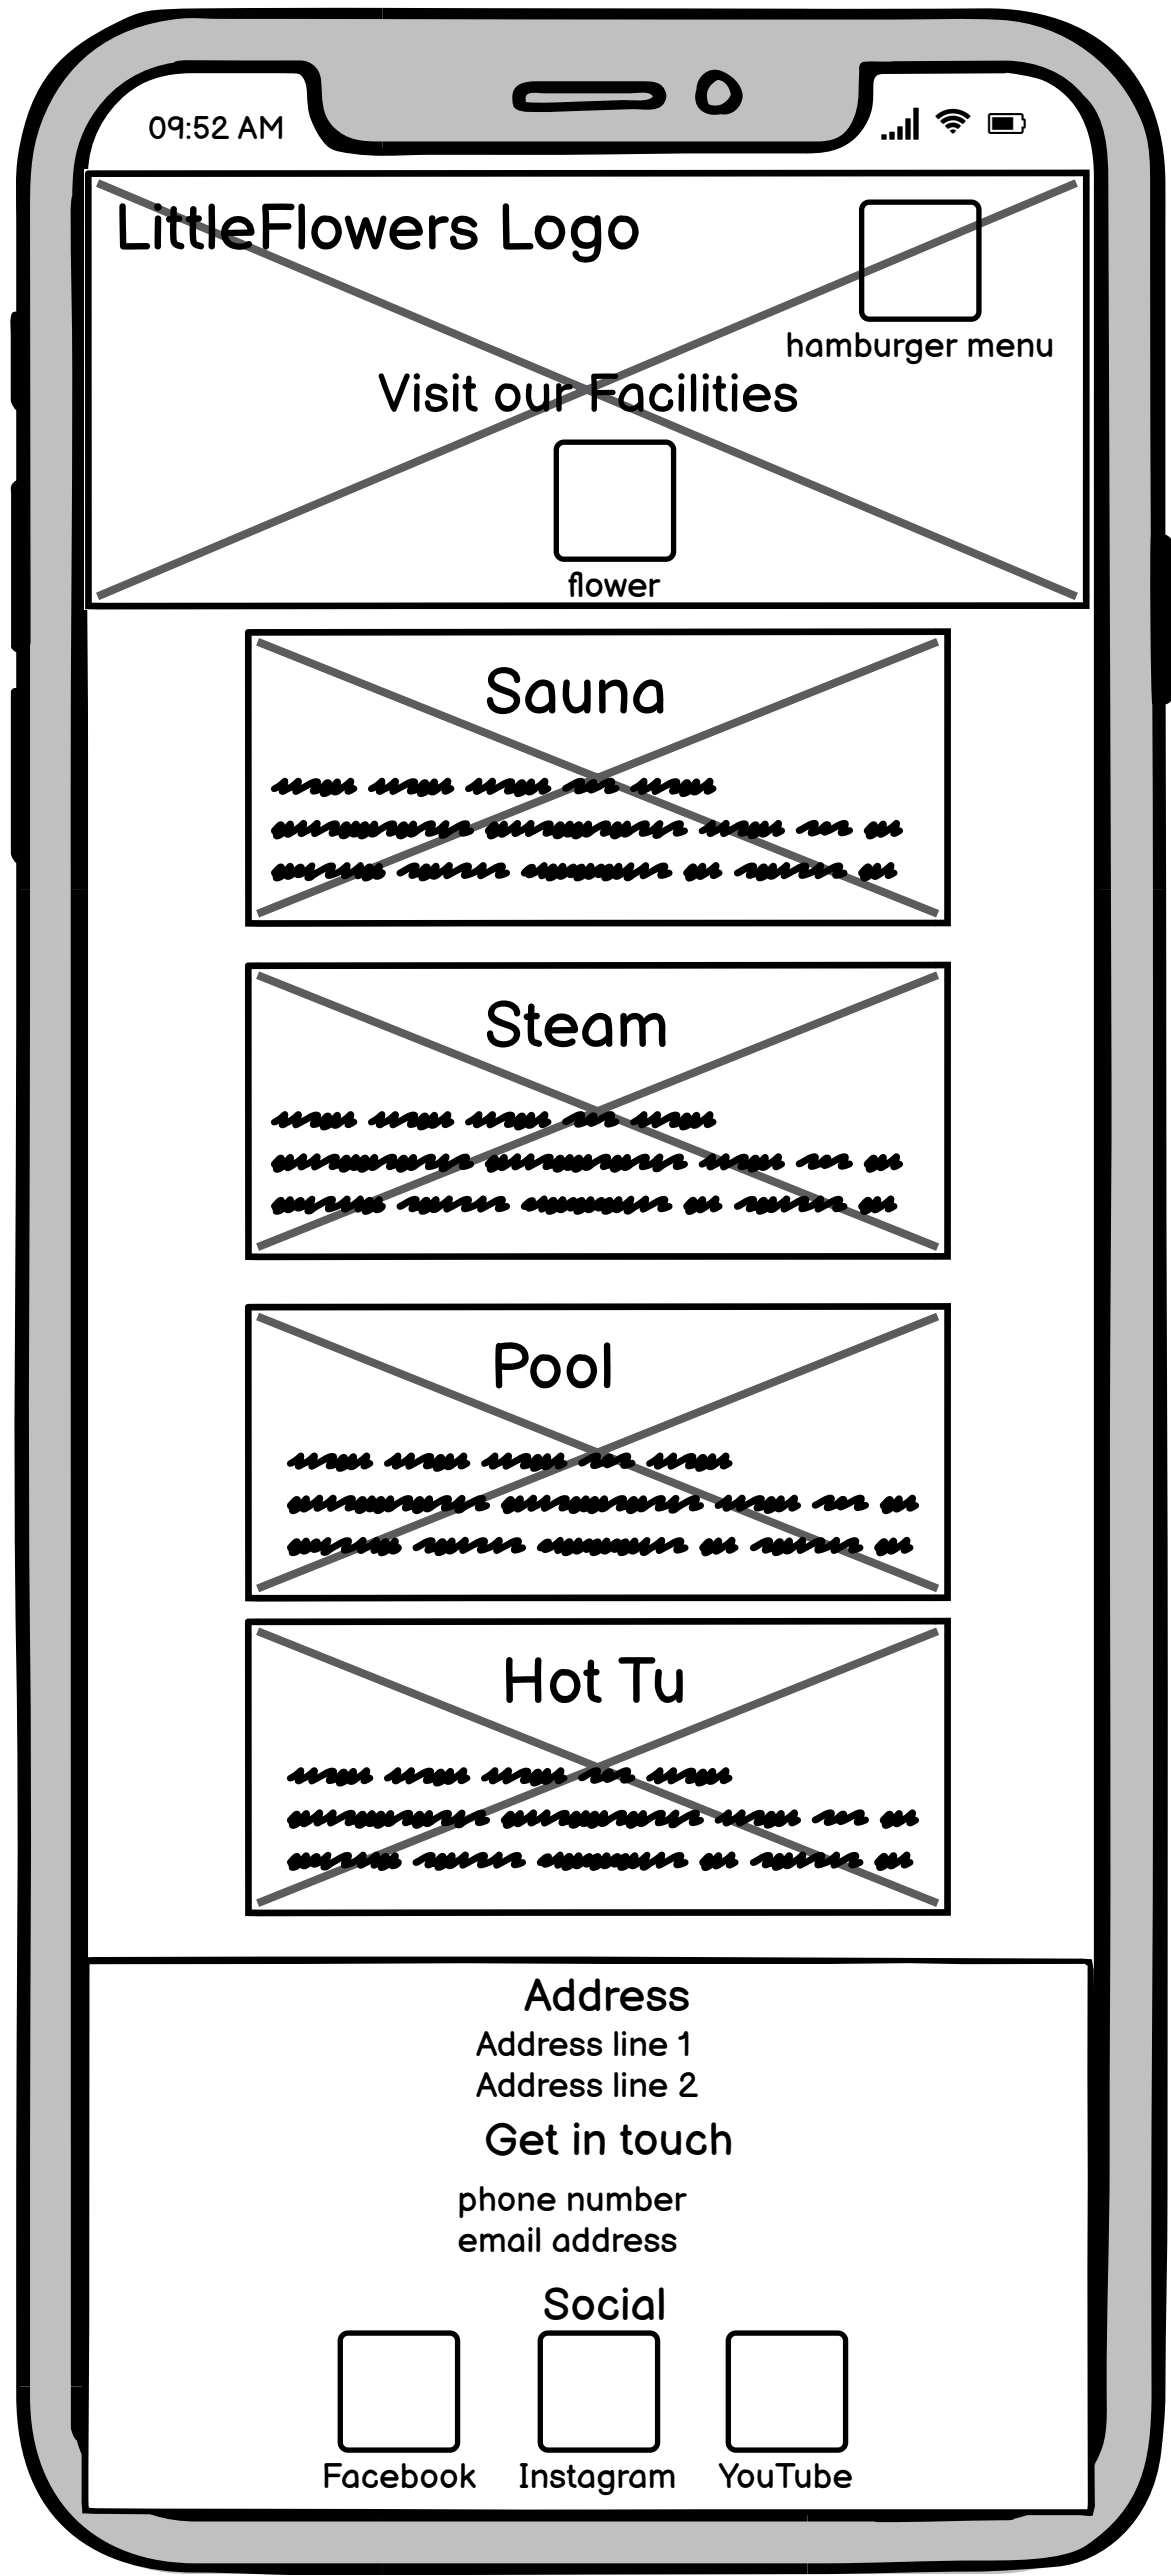 09:52 AM
LittleFlowers Logo
hamburger menu
Visit our Facilities
flower
Sauna
Steam
Pool
Hot Tu
Address
Address line 1
Address line 2
Get in touch
phone number
email address
Social
Facebook Instagram YouTube